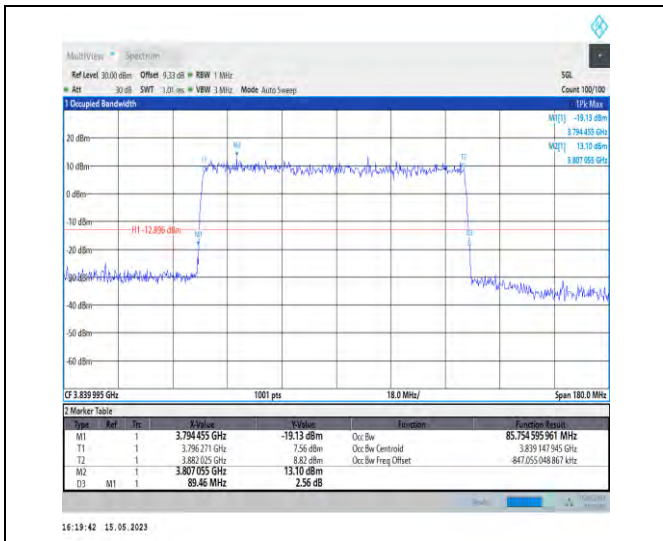 MultiView Spectrum
Ref Level 30.00 dBm Offset 9.33 dB RBW 1 MHz SGL
Att 30 dB SWT 1.01 ms VBW 3 MHz Mode Auto Sweep Count 100/100
1 Occupied Bandwidth 1Pk Max
M1[1] -19.13 dBm
3.794 455 GHz
M2[1] 13.10 dBm
3.807 055 GHz
20 dBm
M2
T1 T2
10 dBm
0 dBm
-10 dBm
H1 -12.896 dBm
M1 D3
-30 dBm
-40 dBm
-50 dBm
-60 dBm
CF 3.839 995 GHz 1001 pts 18.0 MHz/ Span 180.0 MHz
2 Marker Table
Type Ref Trc X-Value Y-Value Function Function Result
M1 1 3.794 455 GHz -19.13 dBm Occ Bw 85.754 595 961 MHz
T1 1 3.796 271 GHz 7.56 dBm Occ Bw Centroid 3.839 147 945 GHz
T2 1 3.882 025 GHz 8.82 dBm Occ Bw Freq Offset -847.055 048 867 kHz
M2 1 3.807 055 GHz 13.10 dBm
D3 M1 1 89.46 MHz 2.56 dB
16:19:42 15.05.2023